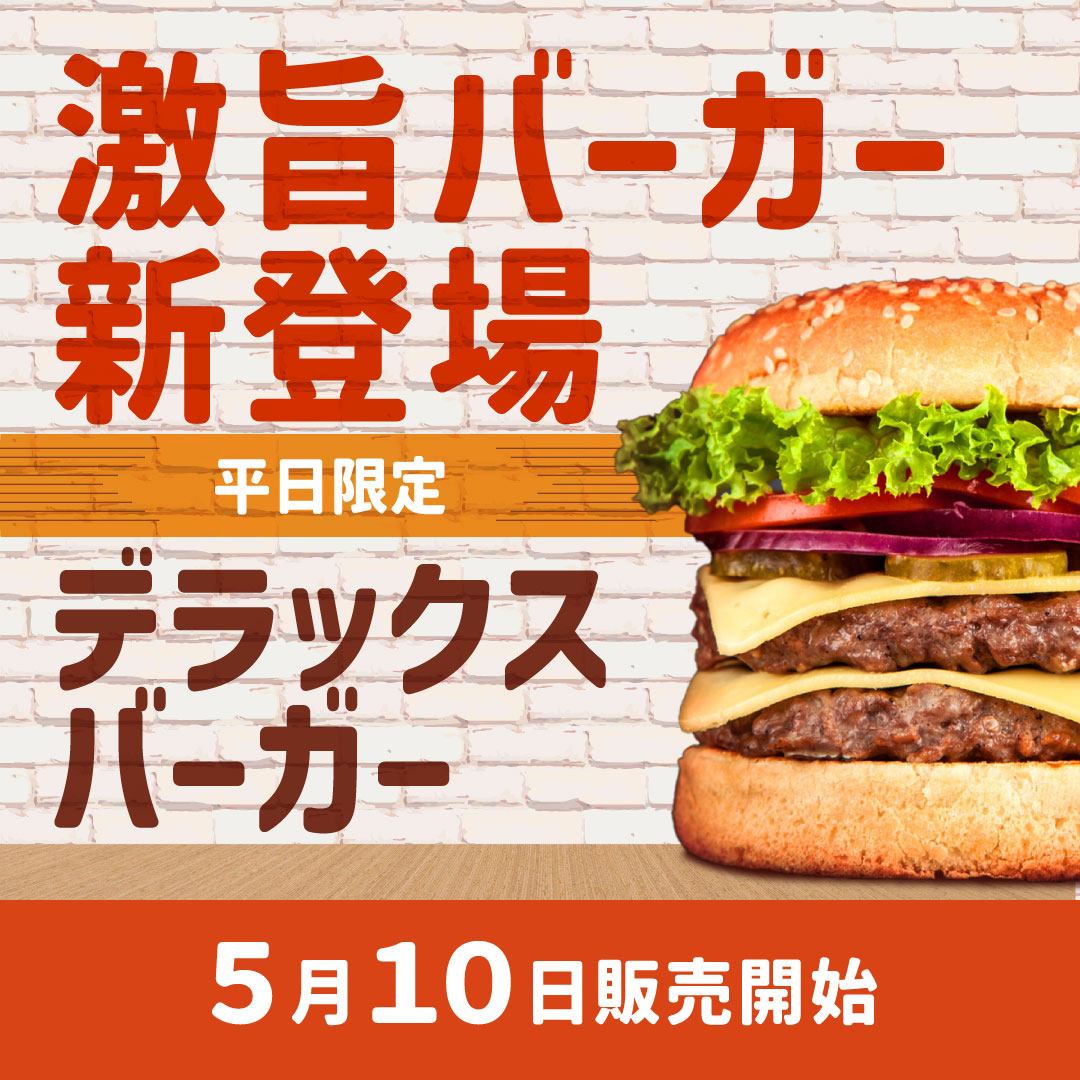 激旨バーガー
新登場
平日限定
デラックス
バーガー
5月10日販売開始